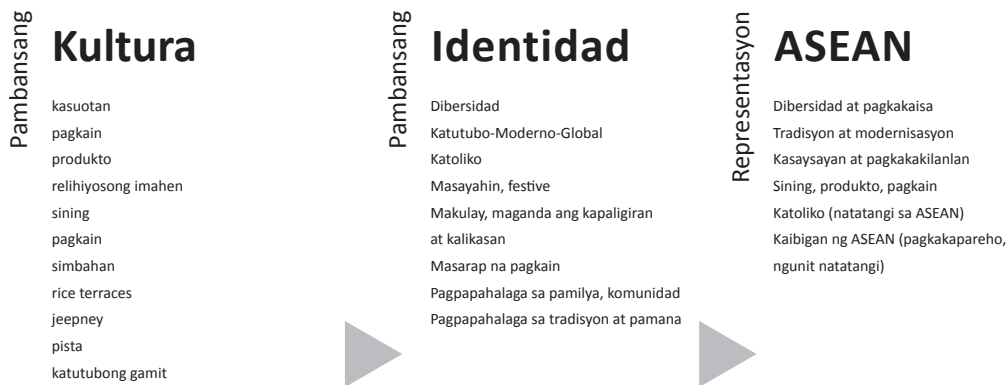 Pambansang
Kultura
kasuotan
pagkain
produkto
relihiyosong imahen
sining
pagkain
simbahan
rice terraces
jeepney
pista
katutubong gamit
Pambansang
Identidad
Dibersidad
Katutubo-Moderno-Global
Katoliko
Masayahin, festive
Makulay, maganda ang kapaligiran
at kalikasan
Masarap na pagkain
Pagpapahalaga sa pamilya, komunidad
Pagpapahalaga sa tradisyon at pamana
Representasyon
ASEAN
Dibersidad at pagkakaisa
Tradisyon at modernisasyon
Kasaysayan at pagkakakilanlan
Sining, produkto, pagkain
Katoliko (natatangi sa ASEAN)
Kaibigan ng ASEAN (pagkakapareho,
ngunit natatangi)